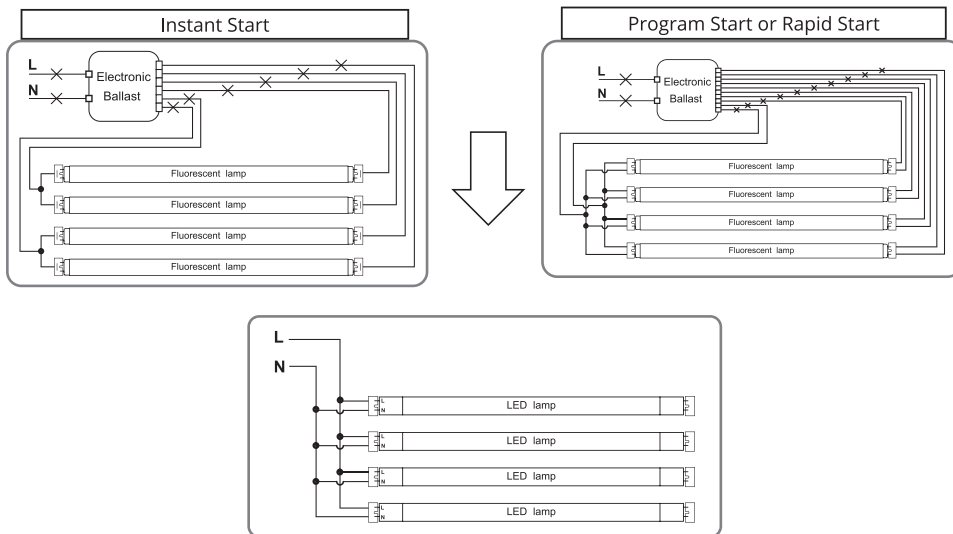 Instant Start
L
N
Electronic
Ballast
Fluorescent lamp
Fluorescent lamp
Fluorescent lamp
Fluorescent lamp
Program Start or Rapid Start
L
N
Electronic
Ballast
Fluorescent lamp
Fluorescent lamp
Fluorescent lamp
Fluorescent lamp
L
N
L
N
LED lamp
L
N
LED lamp
L
N
LED lamp
L
N
LED lamp